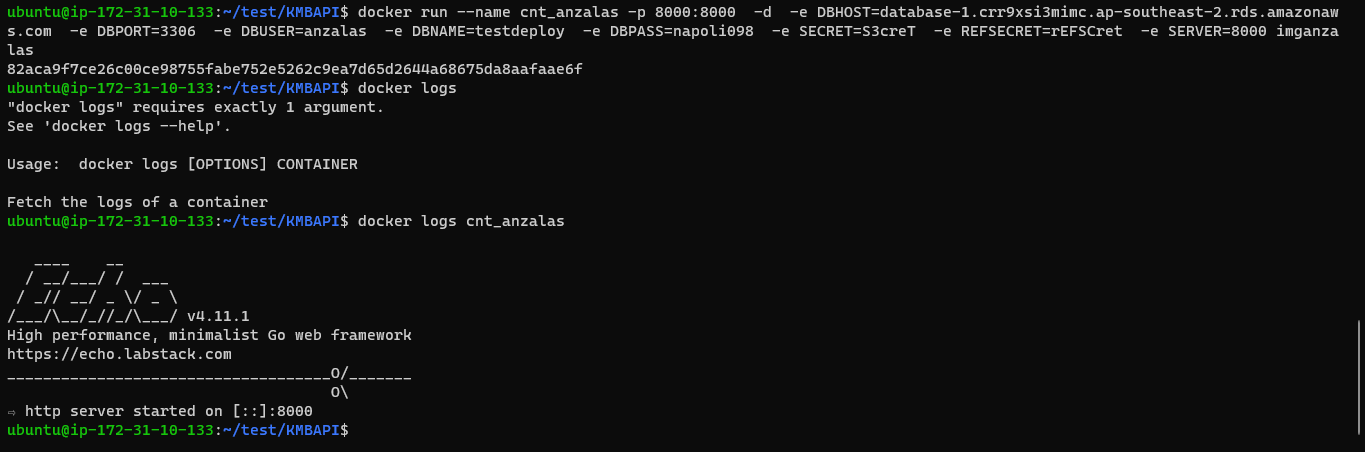 ubuntu@ip-172-31-10-133:~/test/KMBAPI$ docker run --name cnt_anzalas -p 8000:8000  -d  -e DBHOST=database-1.crr9xsi3mimc.ap-southeast-2.rds.amazonaw
s.com  -e DBPORT=3306  -e DBUSER=anzalas  -e DBNAME=testdeploy  -e DBPASS=napoli098  -e SECRET=S3creT  -e REFSECRET=rEFSCret  -e SERVER=8000 imganza
las
82aca9f7ce26c00ce98755fabe752e5262c9ea7d65d2644a68675da8aafaae6f
ubuntu@ip-172-31-10-133:~/test/KMBAPI$ docker logs
"docker logs" requires exactly 1 argument.
See 'docker logs --help'.

Usage:  docker logs [OPTIONS] CONTAINER

Fetch the logs of a container
ubuntu@ip-172-31-10-133:~/test/KMBAPI$ docker logs cnt_anzalas

   ____    __
  / __/___/ /  ___
 / _// __/ _ \/ _ \
/___/\__/_//_/\___/ v4.11.1
High performance, minimalist Go web framework
https://echo.labstack.com
____________________________________O/_______
                                    O\
⇨ http server started on [::]:8000
ubuntu@ip-172-31-10-133:~/test/KMBAPI$